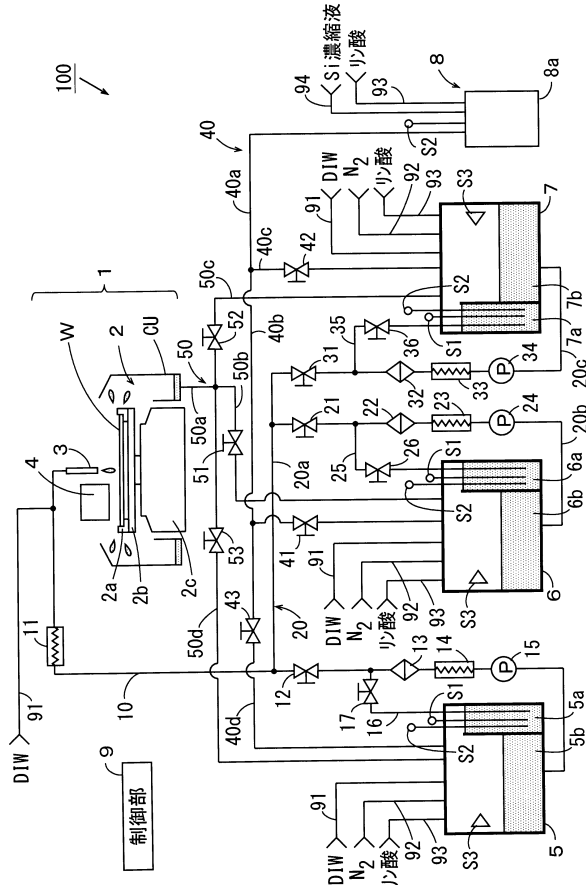 100
94
Si濃縮液
リン酸
93
8
8a
S2
40
40a
1
91
DIW
N2
リン酸
92
93
S3
7
W
2
CU
3
4
2a
2b
2c
52
50c
40c
42
50
50a
50b
40b
51
53
S2
S1
7a
7b
35
36
31
32
33
34
P
20c
20a
21
22
23
24
P
20b
25
26
S1
S2
6a
6b
6
41
43
91
DIW
92
N2
93
リン酸
S3
11
91
DIW
10
50d
40d
20
12
13
14
15
P
16
17
S1
S2
5a
5b
5
91
DIW
92
N2
93
リン酸
S3
9
制御部